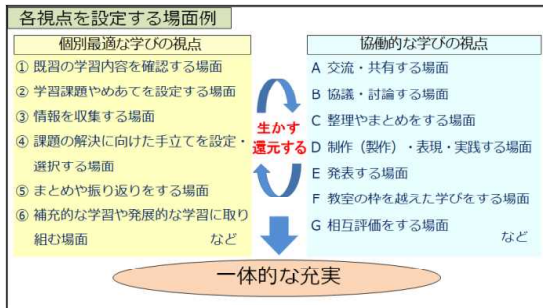 各視点を設定する場面例
個別最適な学びの視点
① 既習の学習内容を確認する場面
② 学習課題やめあてを設定する場面
③ 情報を収集する場面
④ 課題の解決に向けた手立てを設定・
選択する場面
⑤ まとめや振り返りをする場面
⑥ 補充的な学習や発展的な学習に取り
組む場面 など
生かす
還元する
協働的な学びの視点
A 交流・共有する場面
B 協議・討論する場面
C 整理やまとめをする場面
D 制作（製作）・表現・実践する場面
E 発表する場面
F 教室の枠を越えた学びをする場面
G 相互評価をする場面
など
一体的な充実